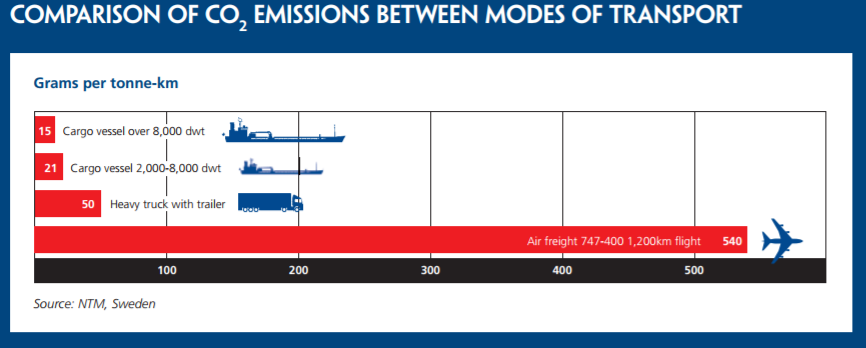 COMPARISON OF CO₂ EMISSIONS BETWEEN MODES OF TRANSPORT
Grams per tonne-km
15 Cargo vessel over 8,000 dwt
21 Cargo vessel 2,000-8,000 dwt
50 Heavy truck with trailer
Air freight 747-400 1,200km flight 540
100 200 300 400 500
Source: NTM, Sweden